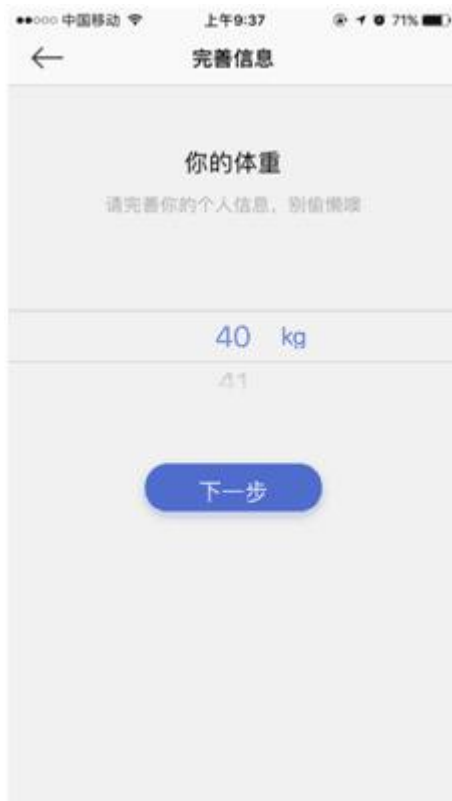 中国移动 上午9:37 71%
完善信息
你的体重
请完善你的个人信息，别偷懒噢
40 kg
41
下一步